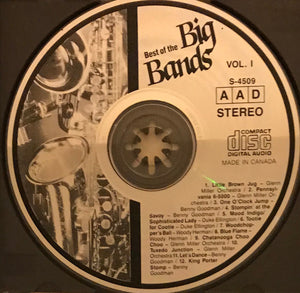 Best of the
Big
Bands
VOL. I
S-4509
AAD
STEREO
COMPACT
disc
DIGITAL AUDIO
MADE IN CANADA
1. Little Brown Jug - Glenn
Miller Orchestra 2. Pennsyl-
vania 6-5000 - Glenn Miller
Orchestra 3. One O'Clock Jump -
Benny Goodman 4. Stompin at the
Savoy - Benny Goodman 5. Mood Indigo/
Sophisticated Lady - Duke Ellington 6. Tootie
for Cootie - Duke Ellington 7. Woodchop-
per's Ball - Woody Herman 8. Blue Flame -
Woody Herman 9. Chatanooga Choo
Choo - Glenn Miller Orchestra 10.
Tuxedo Junction - Glenn Miller
Orchestra 11. Let's Dance - Benny
Goodman 12. King Porter
Stomp - Benny
Goodman